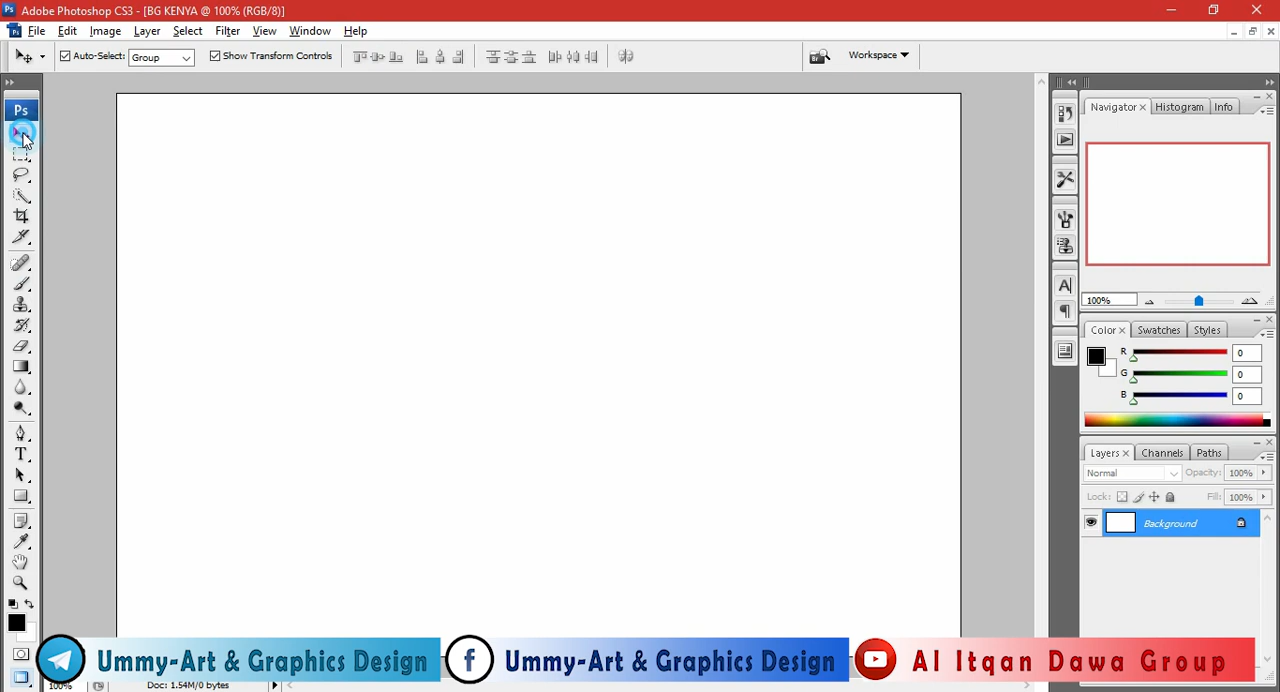 Adobe Photoshop CS3 - [BG KENYA @ 100% (RGB/8)]
File Edit Image Layer Select Filter View Window Help
Auto-Select: Group Show Transform Controls Workspace
Ps
Navigator Histogram Info
100%
Color Swatches Styles
R 0
G 0
B 0
Layers Channels Paths
Normal Opacity: 100%
Lock: Fill: 100%
Background
Ummy-Art & Graphics Design
Ummy-Art & Graphics Design
Al Itqan Dawa Group
100% Doc: 1.54M/0 bytes